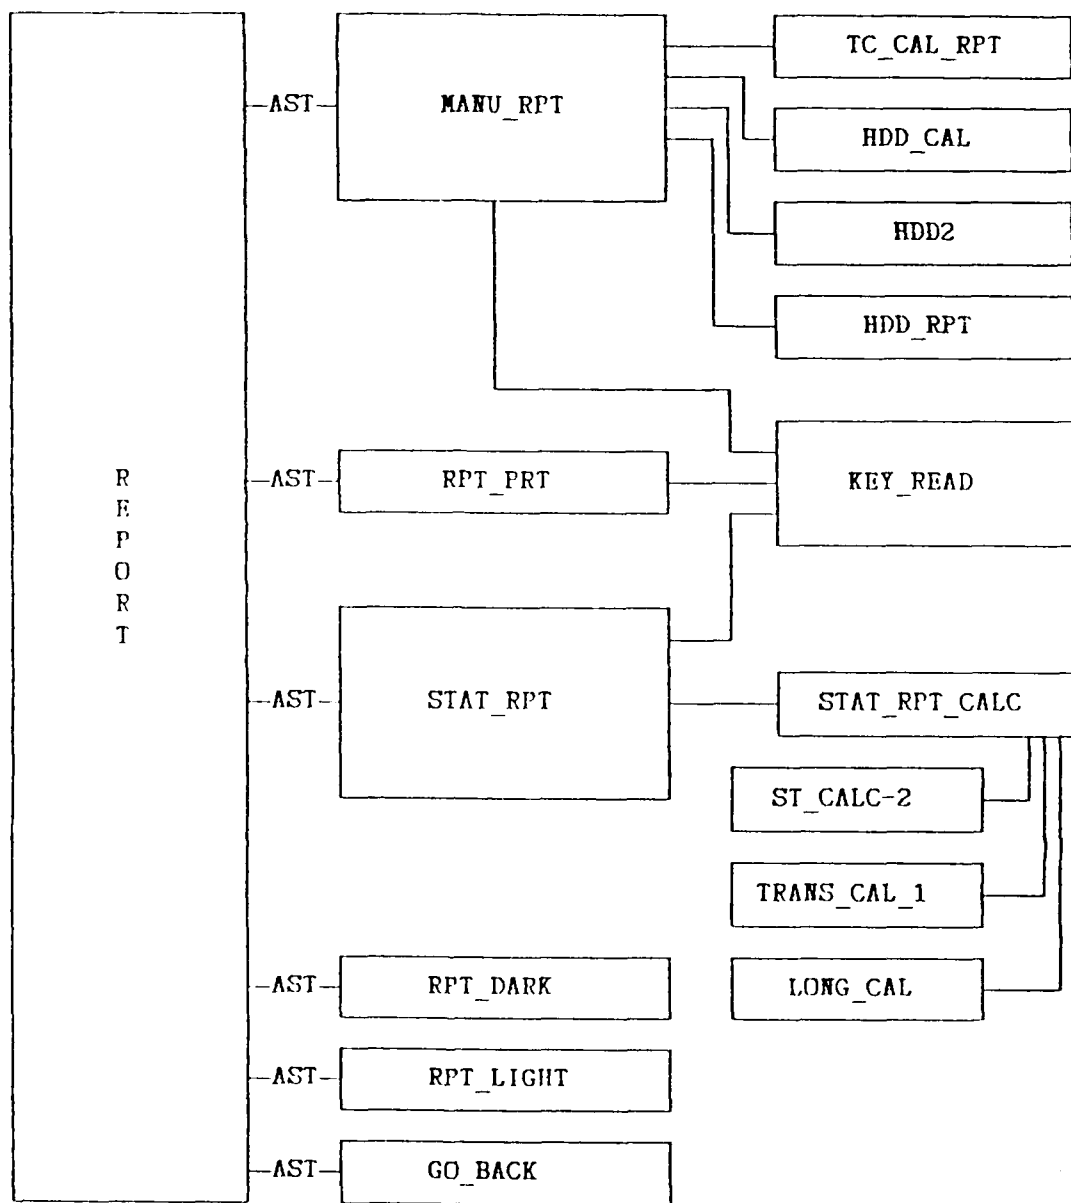 TC_CAL_RPT
AST
MANU_RPT
HDD_CAL
HDD2
HDD_RPT
REPORT
AST
RPT_PRT
KEY_READ
AST
STAT_RPT
STAT_RPT_CALC
ST_CALC-2
TRANS_CAL_1
AST
RPT_DARK
LONG_CAL
AST
RPT_LIGHT
AST
GO_BACK